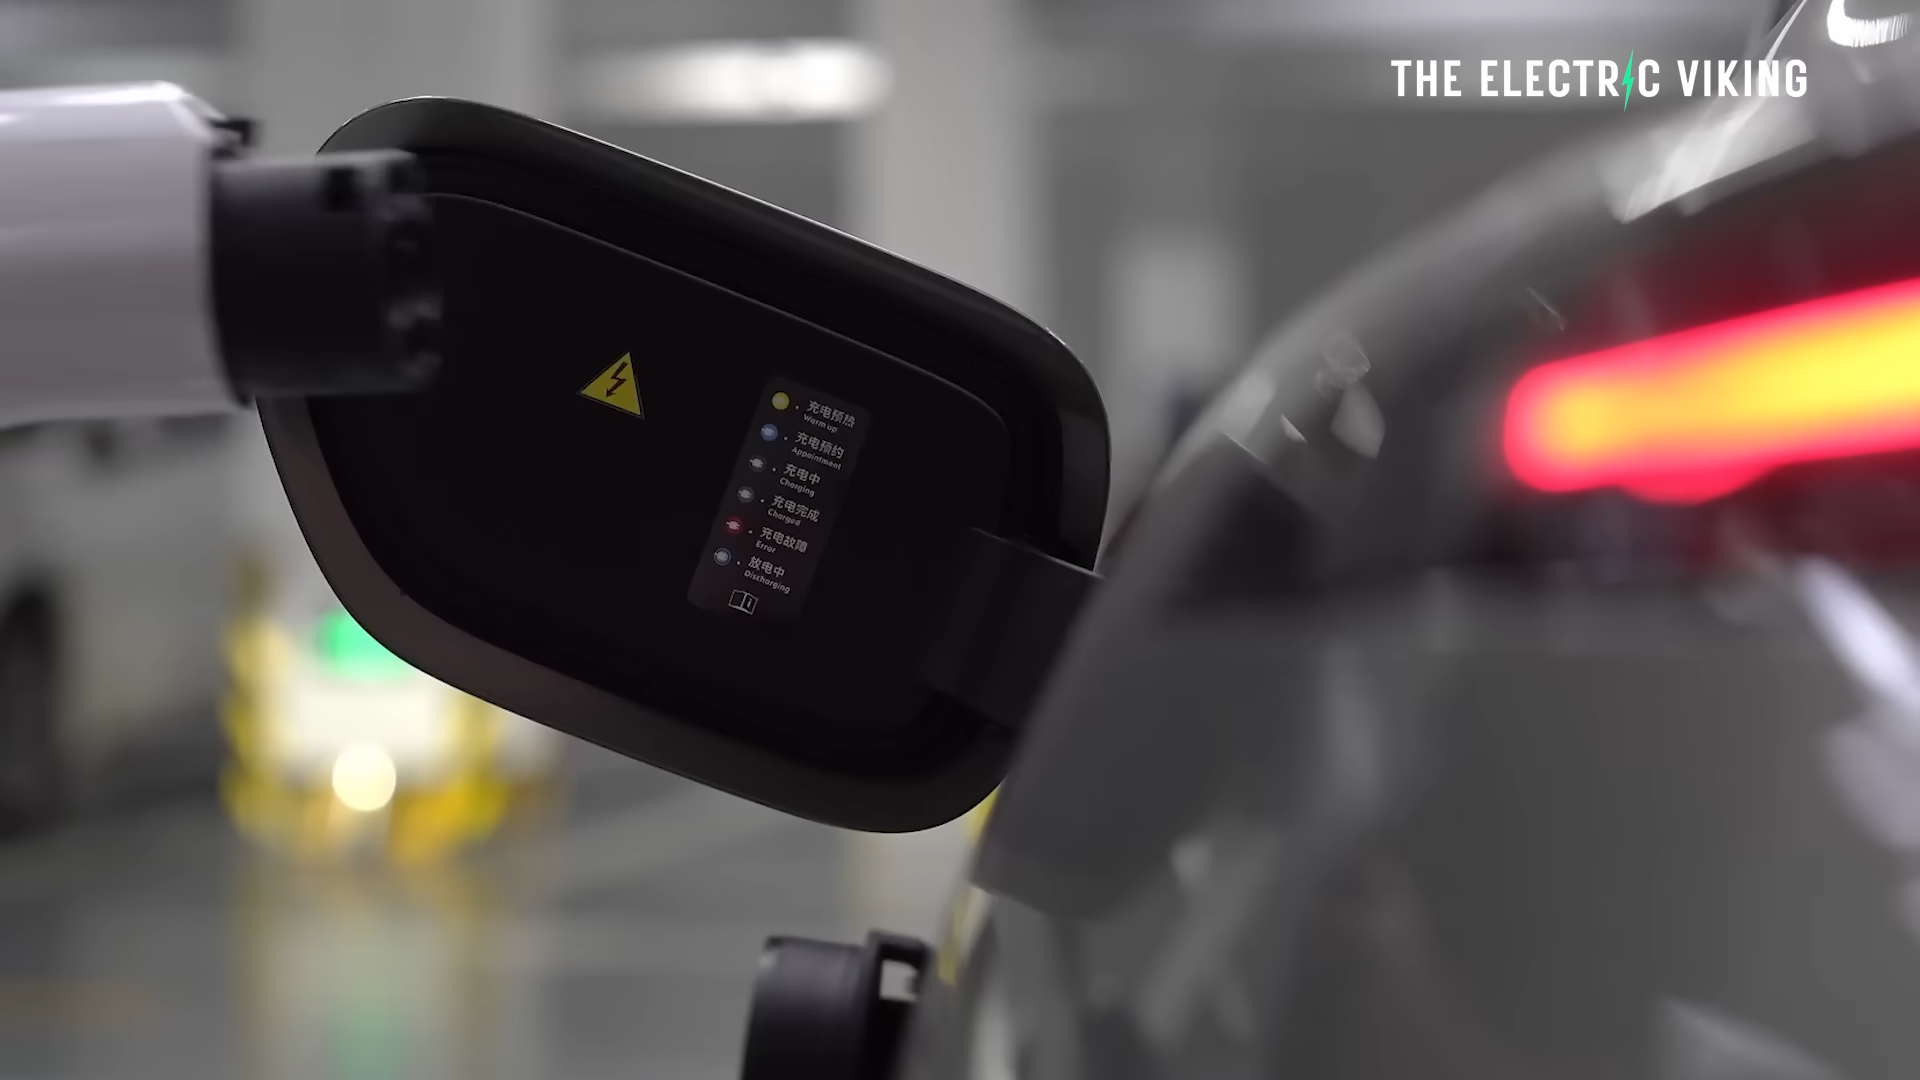 THE ELECTRIC VIKING
充电预热
Warm up
充电预约
Appointment
充电中
Charging
充电完成
Charged
充电故障
Error
放电中
Discharging